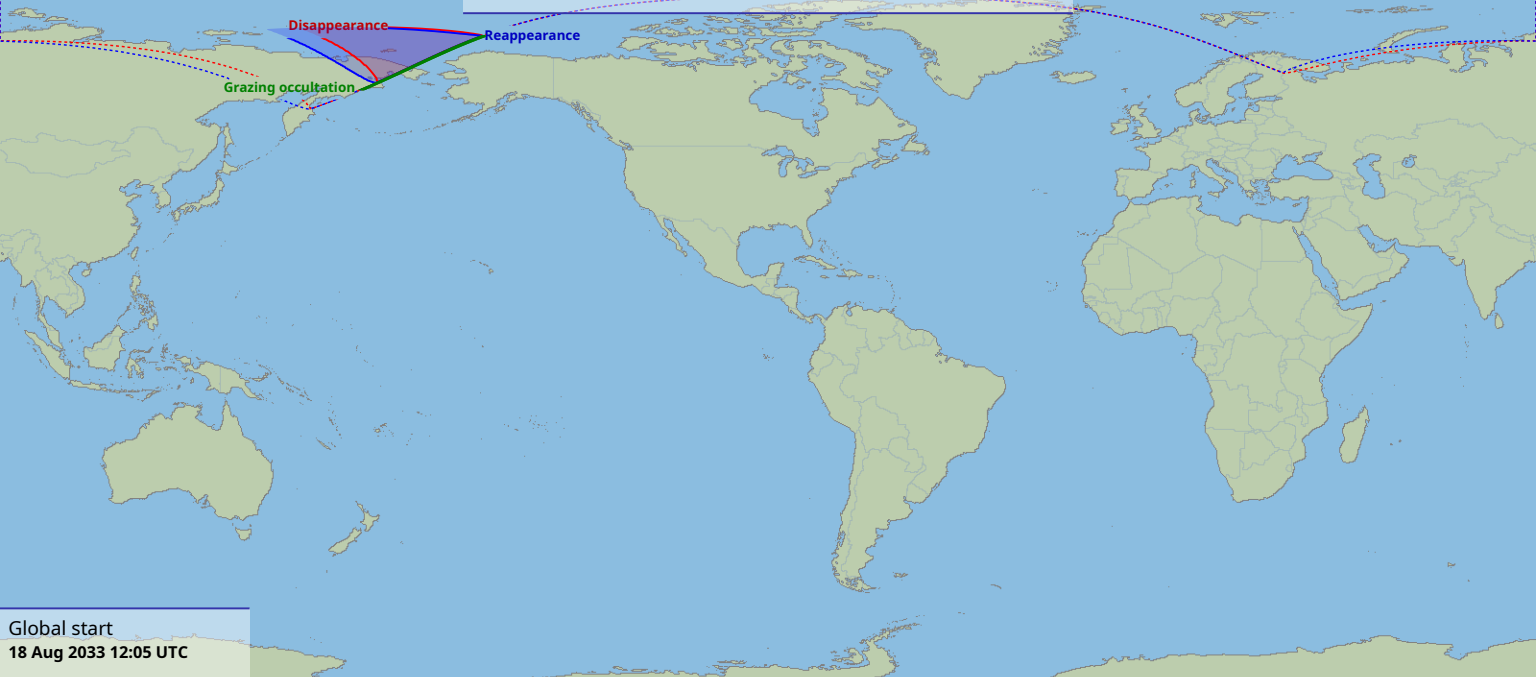 Disappearance
Reappearance
Grazing occultation
Global start
18 Aug 2033 12:05 UTC